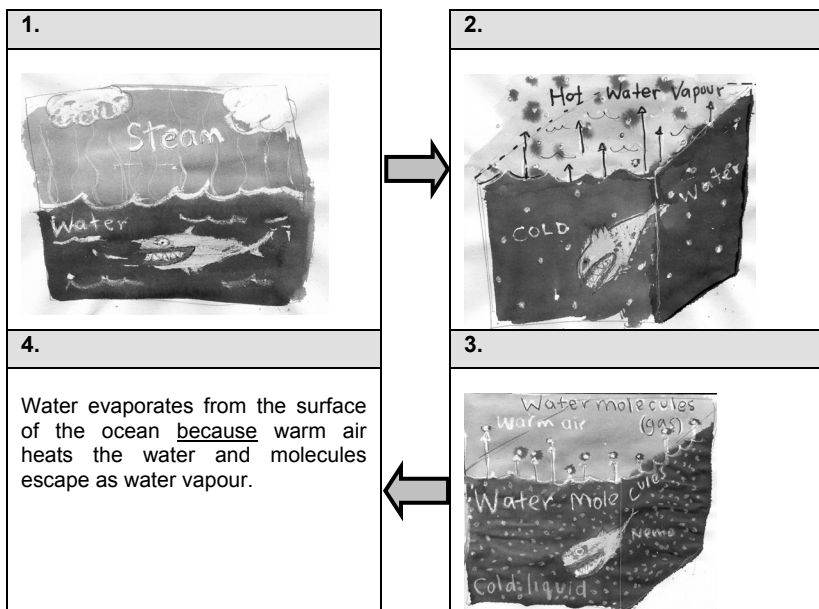 1.
Steam
Water
2.
Hot - Water Vapour
Water
COLD
3.
Water molecules
(gas)
Warm air
Water Molecules
Nemo
Cold liquid
4.
Water evaporates from the surface
of the ocean because warm air
heats the water and molecules
escape as water vapour.